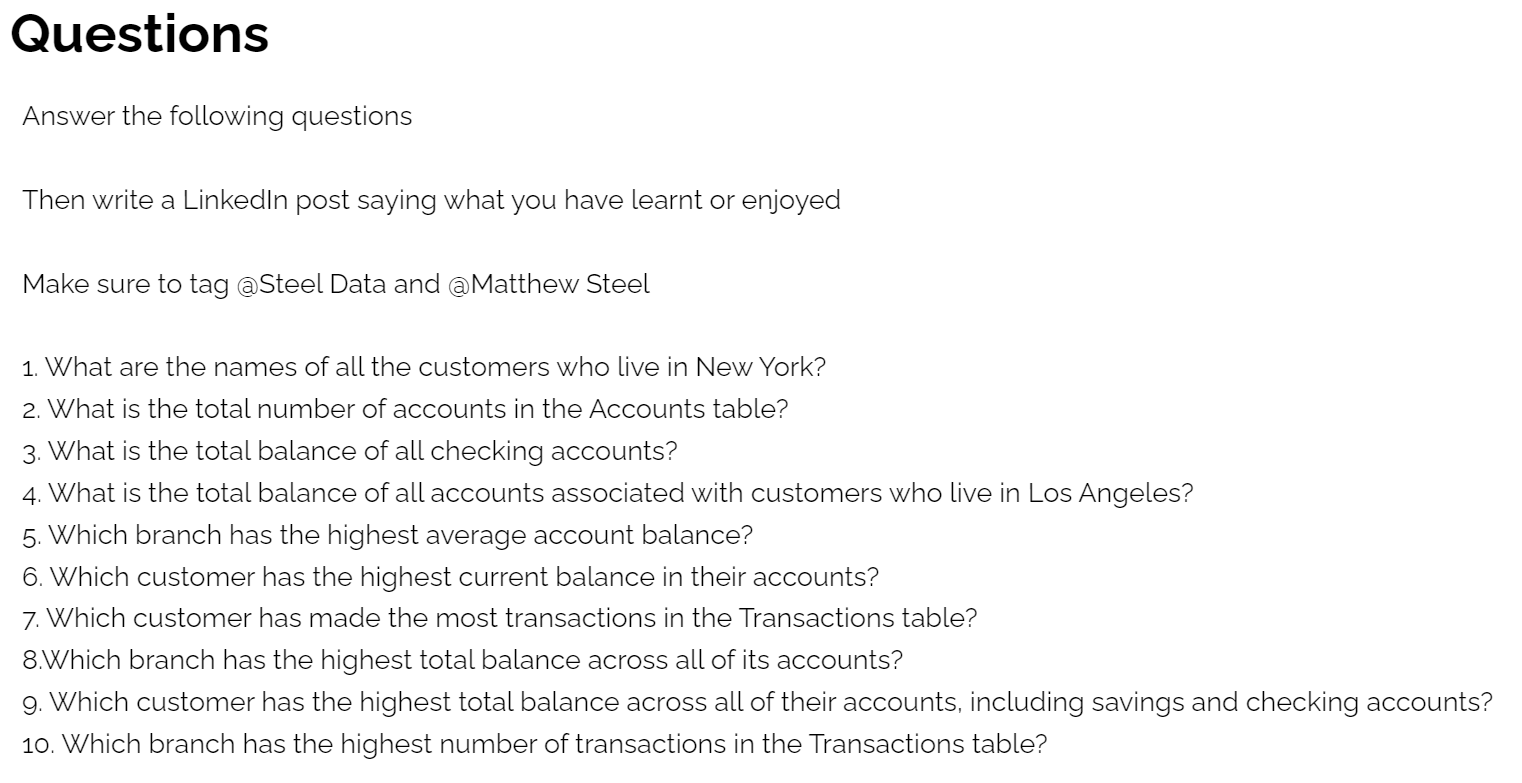 Questions
Answer the following questions
Then write a LinkedIn post saying what you have learnt or enjoyed
Make sure to tag @Steel Data and @Matthew Steel
1. What are the names of all the customers who live in New York?
2. What is the total number of accounts in the Accounts table?
3. What is the total balance of all checking accounts?
4. What is the total balance of all accounts associated with customers who live in Los Angeles?
5. Which branch has the highest average account balance?
6. Which customer has the highest current balance in their accounts?
7. Which customer has made the most transactions in the Transactions table?
8.Which branch has the highest total balance across all of its accounts?
9. Which customer has the highest total balance across all of their accounts, including savings and checking accounts?
10. Which branch has the highest number of transactions in the Transactions table?